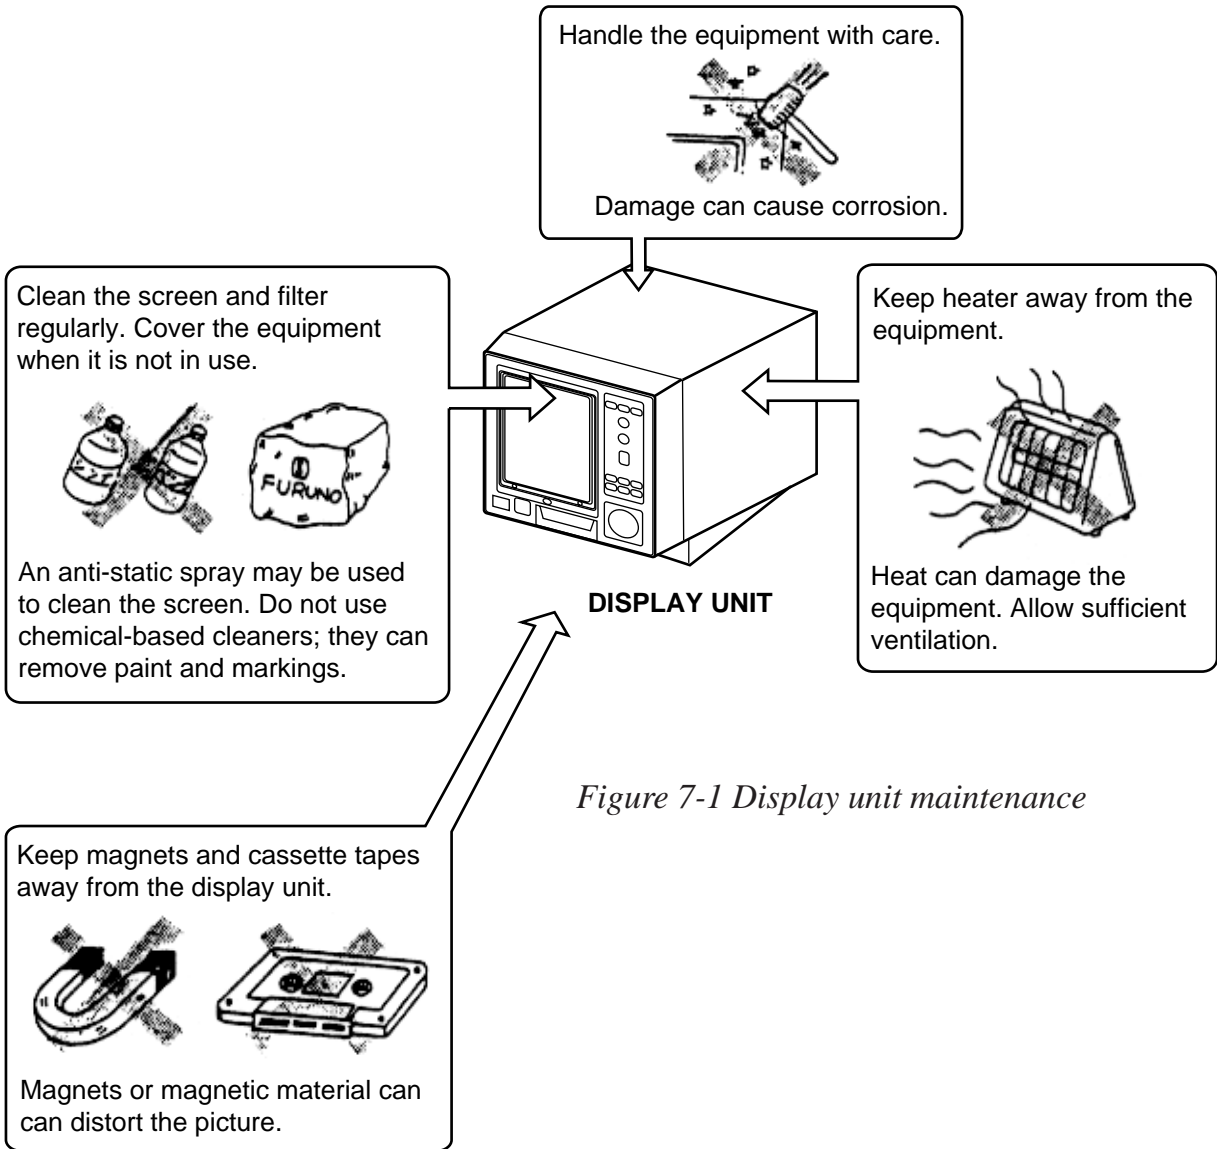 Handle the equipment with care.
Damage can cause corrosion.
Clean the screen and filter
regularly. Cover the equipment
when it is not in use.
FURUNO
An anti-static spray may be used
to clean the screen. Do not use
chemical-based cleaners; they can
remove paint and markings.
Keep heater away from the
equipment.
Heat can damage the
equipment. Allow sufficient
ventilation.
DISPLAY UNIT
Figure 7-1 Display unit maintenance
Keep magnets and cassette tapes
away from the display unit.
Magnets or magnetic material can
can distort the picture.